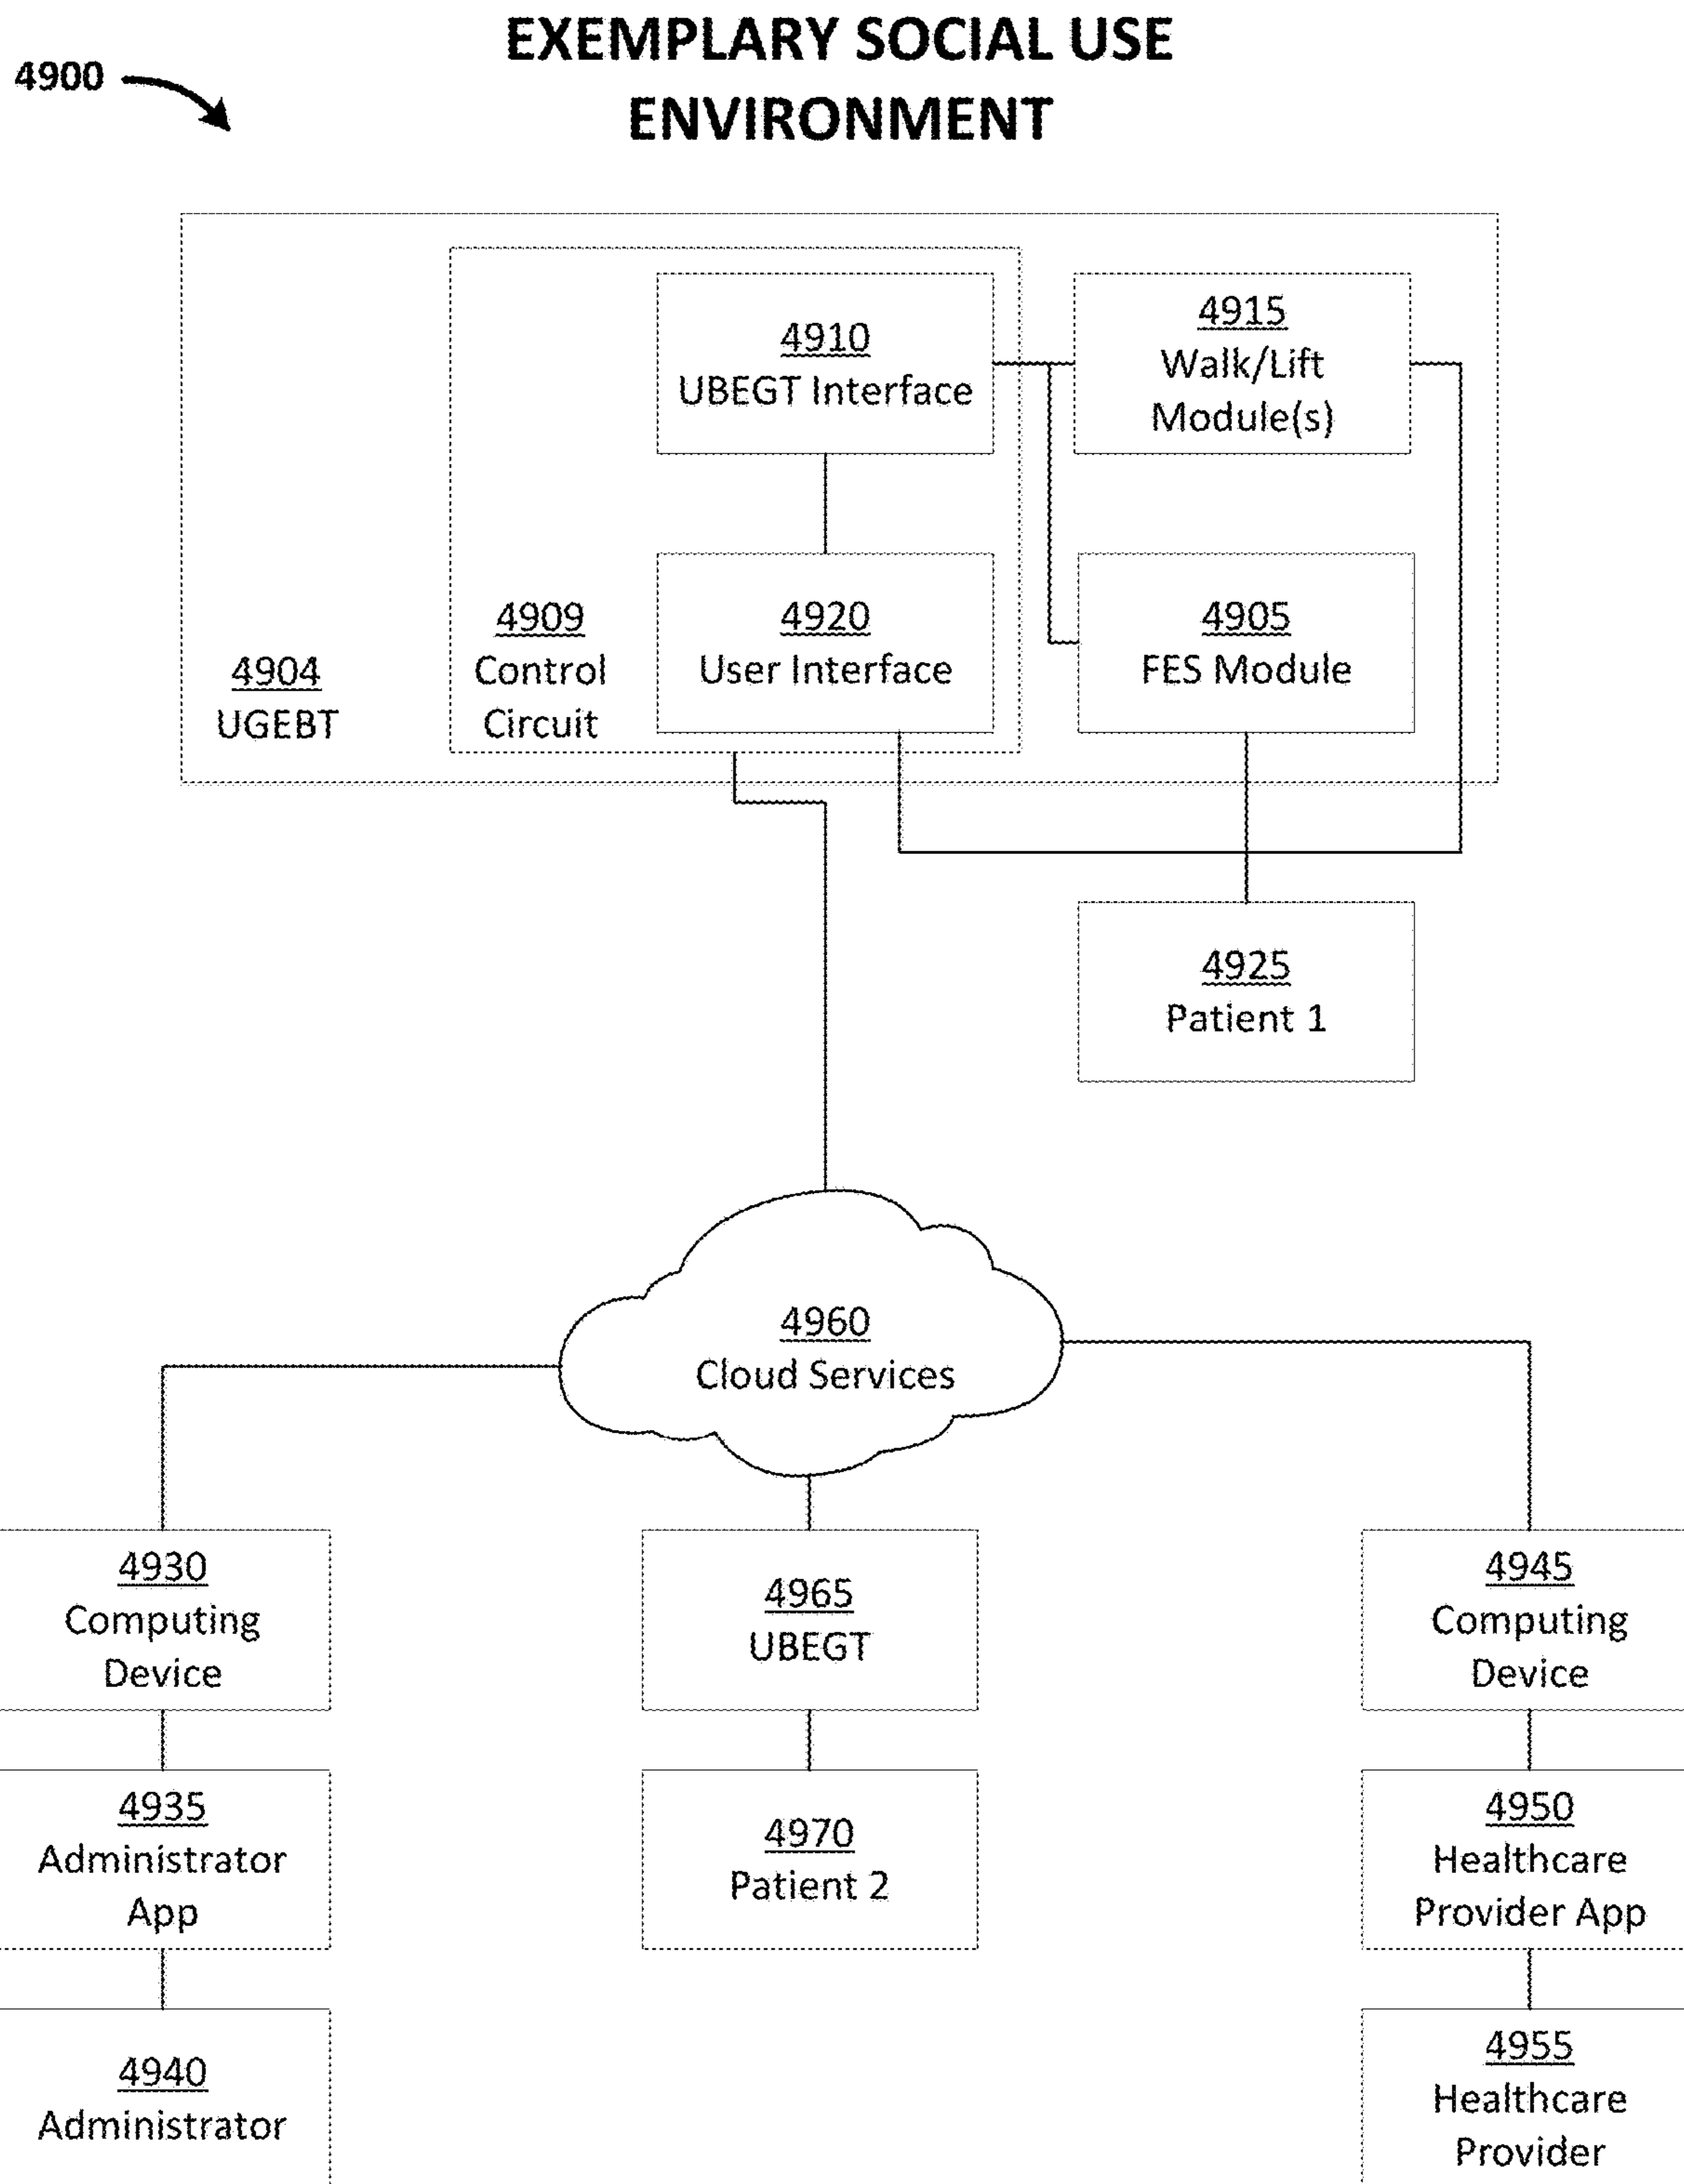 EXEMPLARY SOCIAL USE
ENVIRONMENT
4900
4910
UBEGT Interface
4915
Walk/Lift
Module(s)
4904
UGEBT
4909
Control
Circuit
4920
User Interface
4905
FES Module
4925
Patient 1
4960
Cloud Services
4930
Computing
Device
4965
UBEGT
4945
Computing
Device
4935
Administrator
App
4970
Patient 2
4950
Healthcare
Provider App
4940
Administrator
4955
Healthcare
Provider